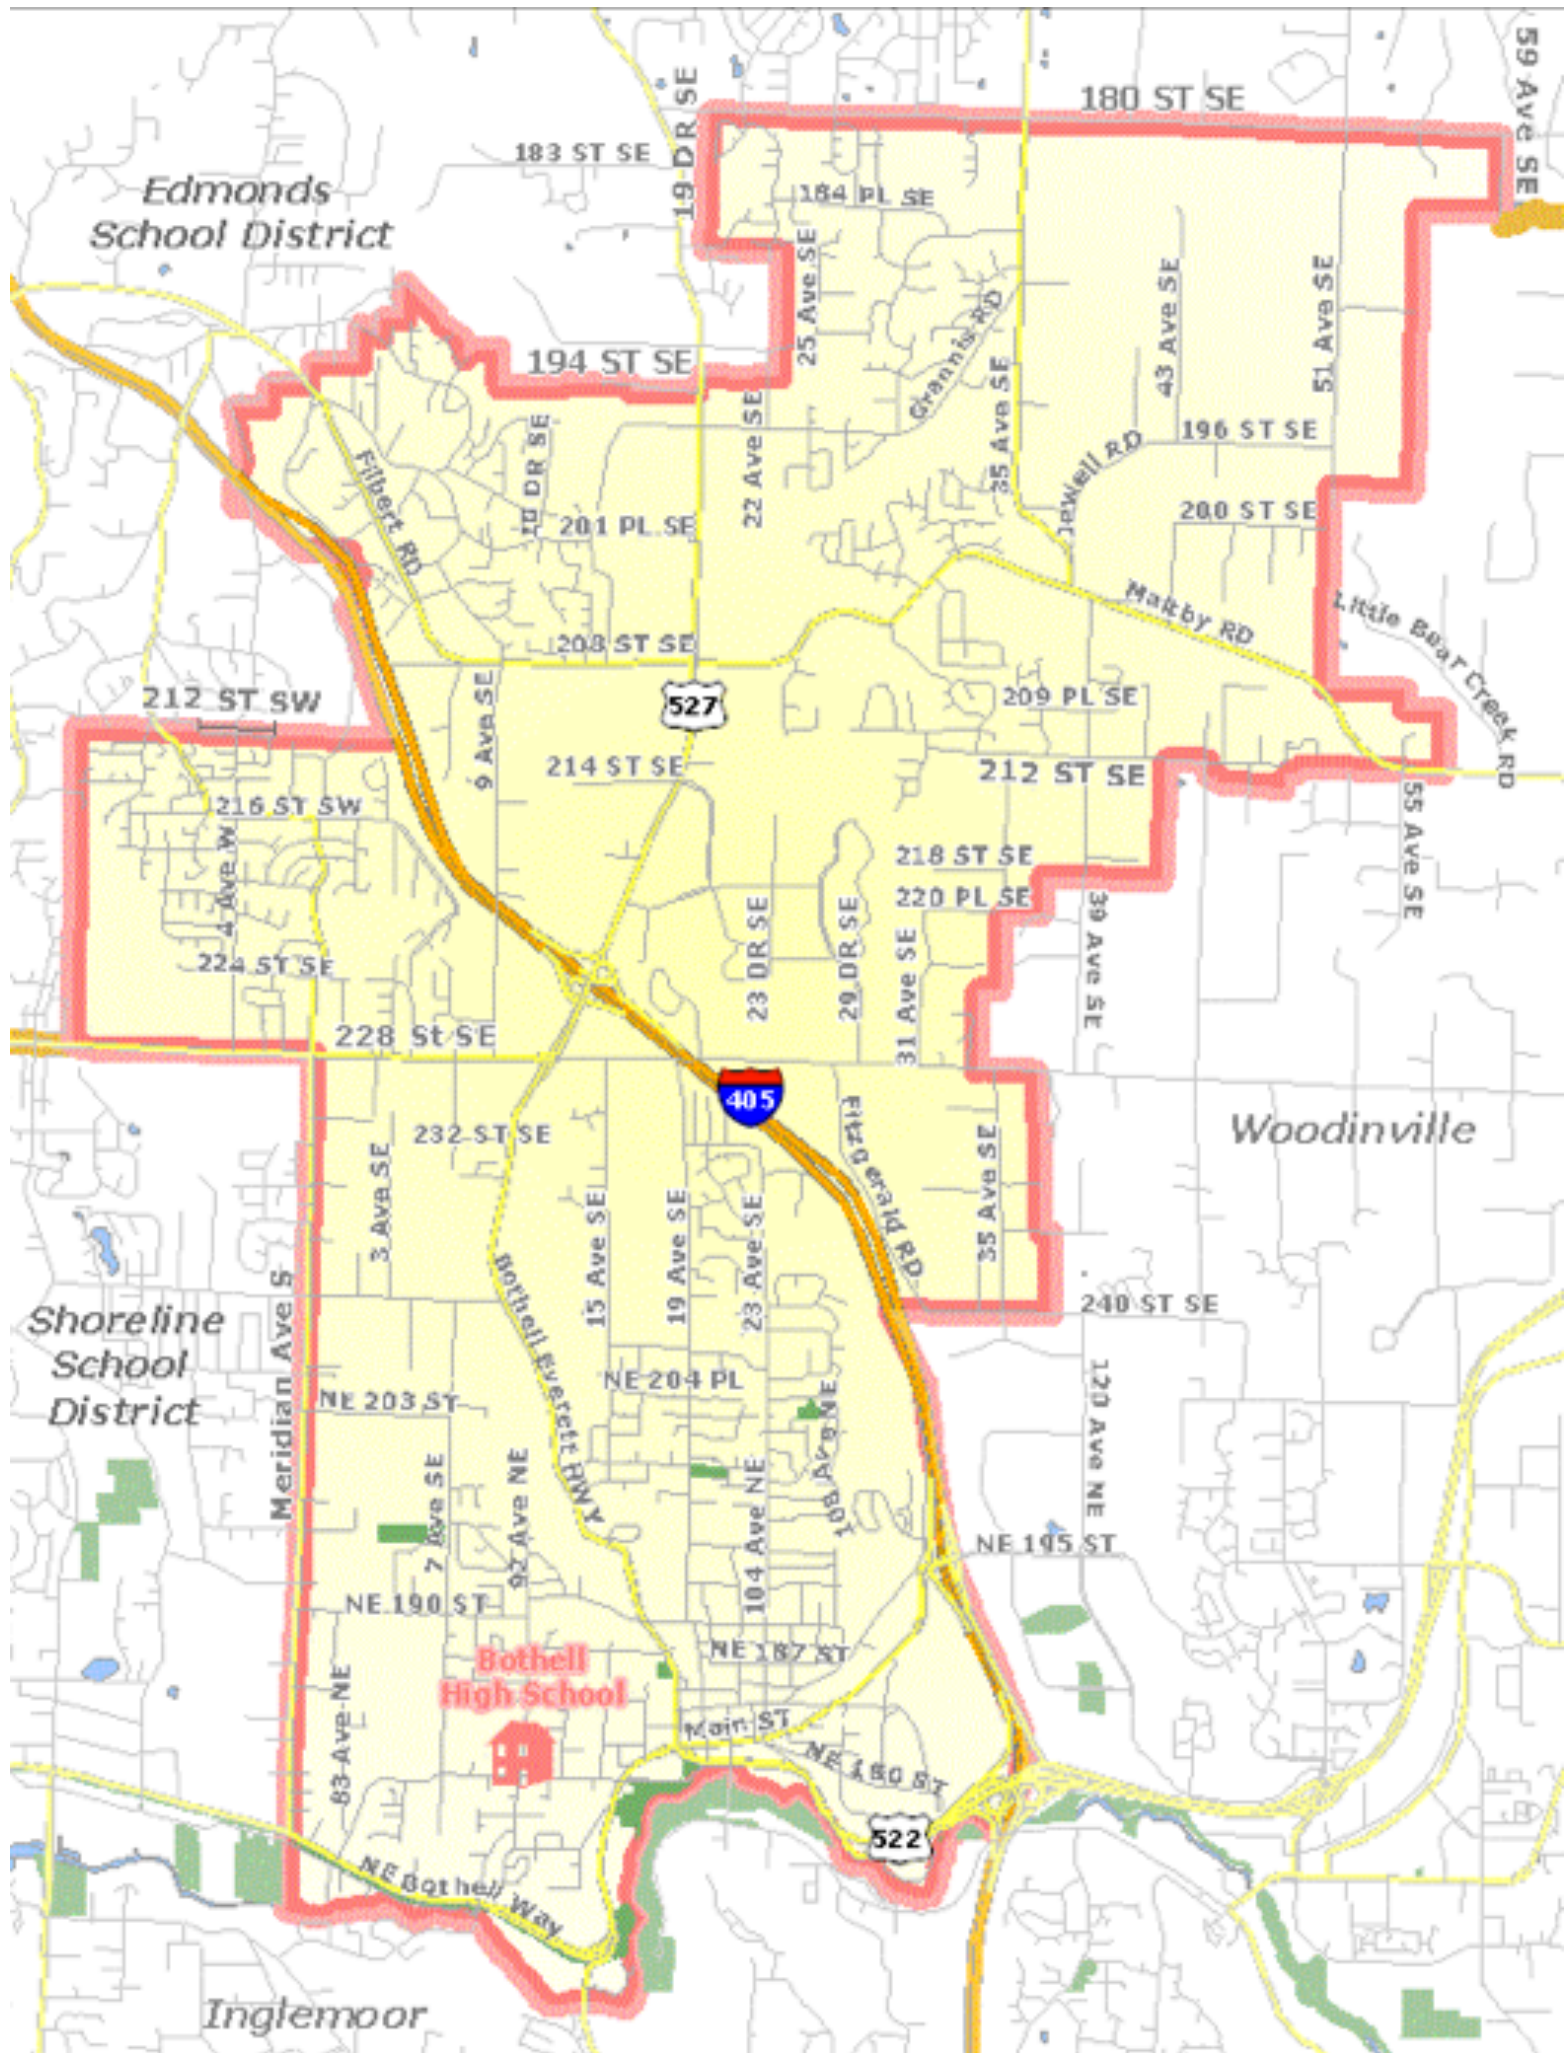 59 Ave SE
180 ST SE
19 DR SE
183 ST SE
Edmonds
School District
184 PL SE
25 Ave SE
43 Ave SE
51 Ave SE
Grannis RD
194 ST SE
35 Ave SE
22 Ave SE
10 DR SE
196 ST SE
Jewell RD
Filbert RD
201 PL SE
200 ST SE
Maltby RD
Little Bear Creek RD
208 ST SE
212 ST SW
9 Ave SE
527
209 PL SE
214 ST SE
212 ST SE
216 ST SW
55 Ave SE
4 Ave W
218 ST SE
220 PL SE
39 Ave SE
23 DR SE
29 DR SE
31 Ave SE
228 St SE
405
Fitzgerald RD
Woodinville
232 ST SE
3 Ave SE
15 Ave SE
19 Ave SE
23 Ave SE
35 Ave SE
Bothell Everett HWY
240 ST SE
Shoreline
School
District
Meridian Ave S
NE 204 PL
NE 203 ST
108 Ave NE
120 Ave NE
7 Ave SE
92 Ave NE
104 Ave NE
NE 195 ST
NE 190 ST
NE 187 ST
Bothell
High School
83 Ave NE
Main ST
NE 180 ST
522
NE Bothell Way
Inglemoor